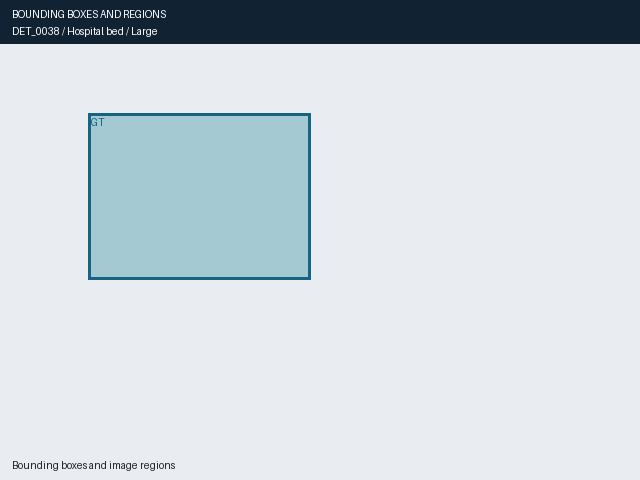 BOUNDING BOXES AND REGIONS
DET_0038 / Hospital bed / Large
GT
Bounding boxes and image regions